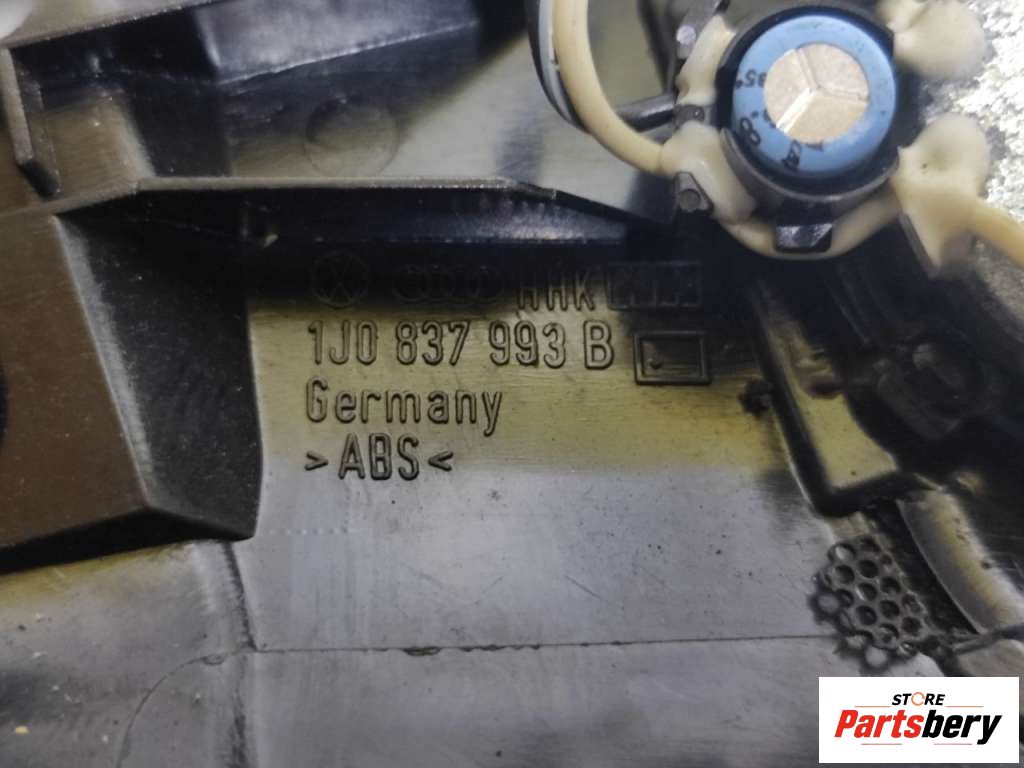 HHK
1J0 837 993 B
Germany
>ABS<
STORE
Partsbery